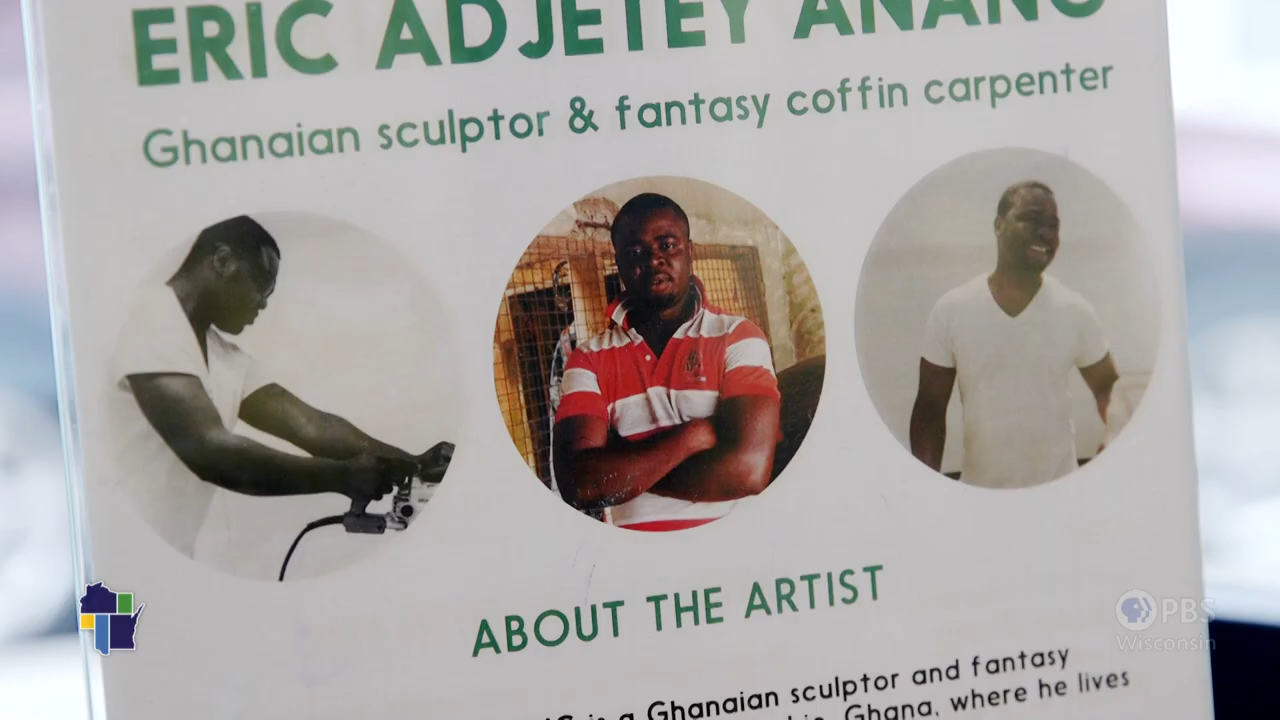 ERIC ADJETEY ANANG
Ghanaian sculptor & fantasy coffin carpenter
ABOUT THE ARTIST
is a Ghanaian sculptor and fantasy
Ghana, where he lives
PBS
Wisconsin